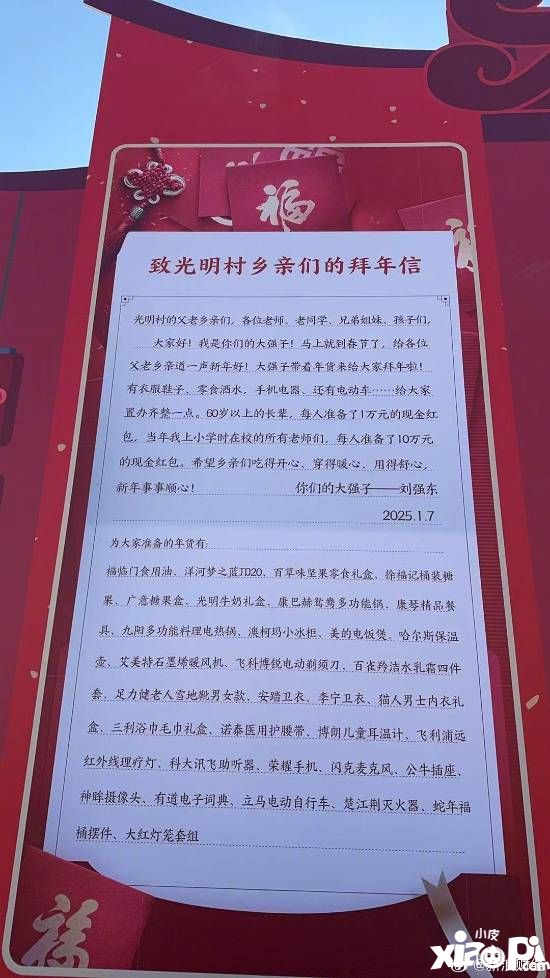 福
致光明村乡亲们的拜年信
光明村的父老乡亲们，各位老师、老同学、兄弟姐妹、孩子们，
大家好！我是你们的大强子！马上就到春节了，给各位
父老乡亲道一声新年好！大强子带着年货来给大家拜年啦！
有衣服鞋子、零食酒水，手机电器、还有电动车……给大家
置办齐整一点。60岁以上的长辈，每人准备了1万元的现金红
包，当年我上小学时在校的所有老师们，每人准备了10万元
的现金红包。希望乡亲们吃得开心、穿得暖心、用得舒心，
新年事事顺心！ 你们的大强子——刘强东
2025.1.7
为大家准备的年货有：
福临门食用油、洋河梦之蓝JD20、百草味坚果零食礼盒、徐福记桶装糖
果、广意糖果盒、光明牛奶礼盒、康巴赫鸳鸯多功能锅、康琴精品餐
具、九阳多功能料理电热锅、澳柯玛小冰柜、美的电饭煲、哈尔斯保温
壶、艾美特石墨烯暖风机、飞科博锐电动剃须刀、百雀羚洁水乳霜四件
套、足力健老人雪地靴男女款、安踏卫衣、李宁卫衣、猫人男士内衣礼
盒、三利浴巾毛巾礼盒、诺泰医用护腰带、博朗儿童耳温计、飞利浦远
红外线理疗灯、科大讯飞助听器、荣耀手机、闪克麦克风、公牛插座、
神眸摄像头、有道电子词典、立马电动自行车、楚江荆灭火器、蛇年福
桶摆件、大红灯笼套组
福
小皮
xiaoPi